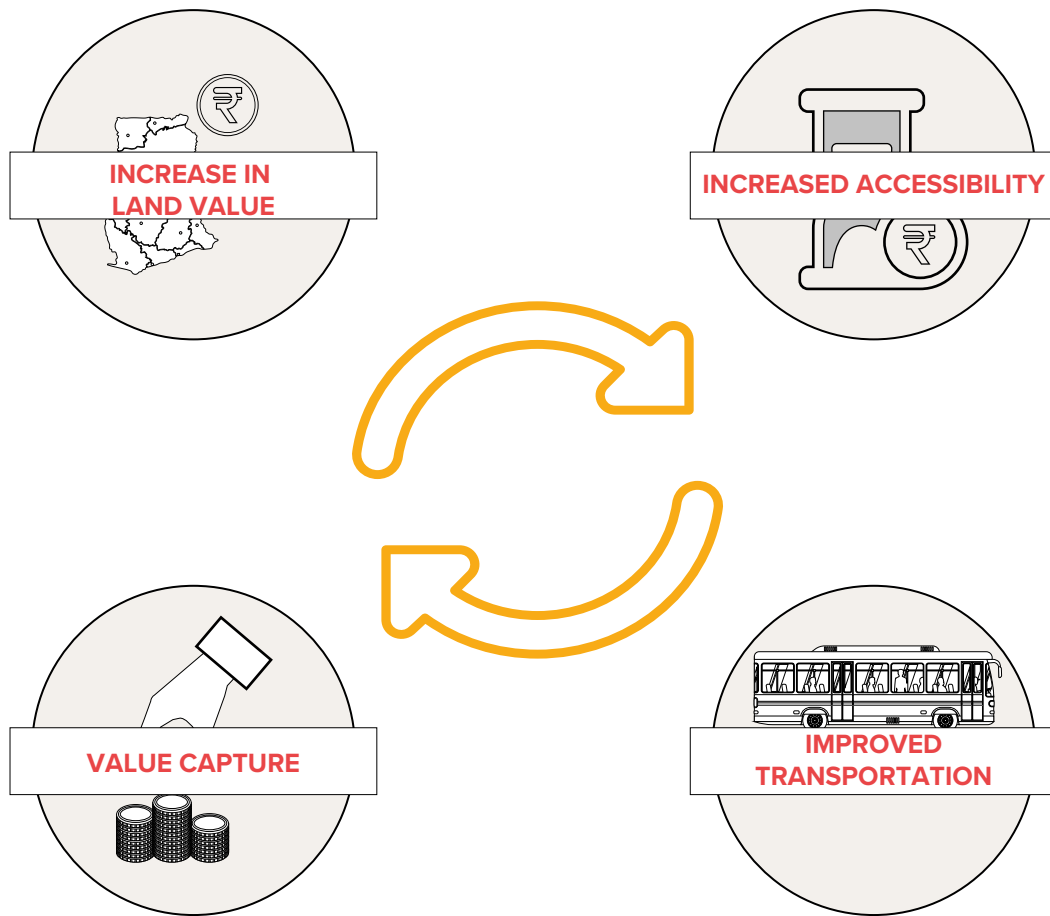 INCREASE IN
LAND VALUE
INCREASED ACCESSIBILITY
VALUE CAPTURE
IMPROVED
TRANSPORTATION